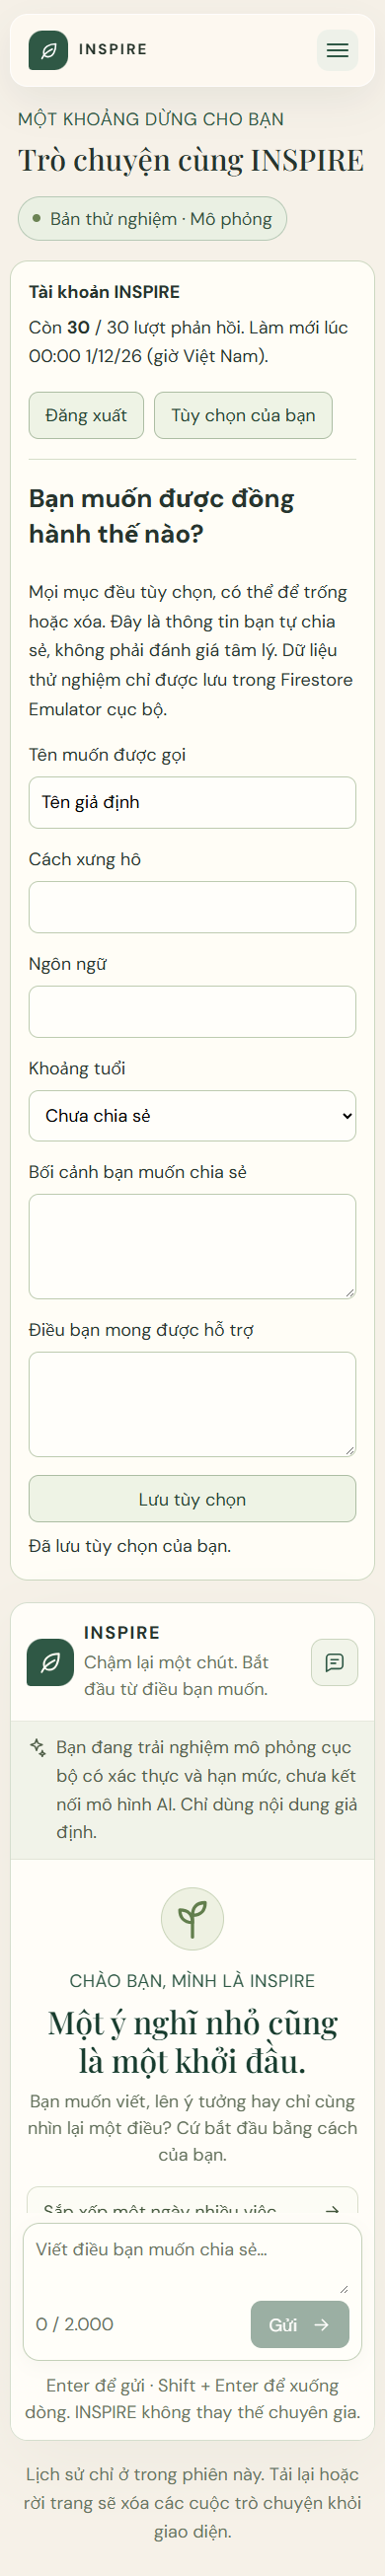 INSPIRE
MỘT KHOẢNG DỪNG CHO BẠN
Trò chuyện cùng INSPIRE
Bản thử nghiệm · Mô phỏng
Tài khoản INSPIRE
Còn 30 / 30 lượt phản hồi. Làm mới lúc
00:00 1/12/26 (giờ Việt Nam).
Đăng xuất
Tùy chọn của bạn
Bạn muốn được đồng
hành thế nào?
Mọi mục đều tùy chọn, có thể để trống
hoặc xóa. Đây là thông tin bạn tự chia
sẻ, không phải đánh giá tâm lý. Dữ liệu
thử nghiệm chỉ được lưu trong Firestore
Emulator cục bộ.
Tên muốn được gọi
Tên giả định
Cách xưng hô
Ngôn ngữ
Khoảng tuổi
Chưa chia sẻ
Bối cảnh bạn muốn chia sẻ
Điều bạn mong được hỗ trợ
Lưu tùy chọn
Đã lưu tùy chọn của bạn.
INSPIRE
Chậm lại một chút. Bắt
đầu từ điều bạn muốn.
Bạn đang trải nghiệm mô phỏng cục
bộ có xác thực và hạn mức, chưa kết
nối mô hình AI. Chỉ dùng nội dung giả
định.
CHÀO BẠN, MÌNH LÀ INSPIRE
Một ý nghĩ nhỏ cũng
là một khởi đầu.
Bạn muốn viết, lên ý tưởng hay chỉ cùng
nhìn lại một điều? Cứ bắt đầu bằng cách
của bạn.
Sắp xếp một ngày nhiều việc →
Viết điều bạn muốn chia sẻ...
0 / 2.000
Gửi →
Enter để gửi · Shift + Enter để xuống
dòng. INSPIRE không thay thế chuyên gia.
Lịch sử chỉ ở trong phiên này. Tải lại hoặc
rời trang sẽ xóa các cuộc trò chuyện khỏi
giao diện.